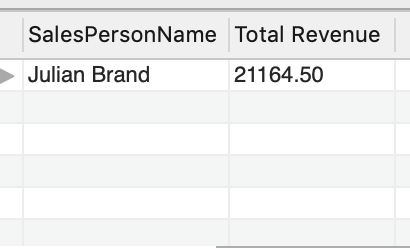 SalesPersonName Total Revenue
Julian Brand 21164.50